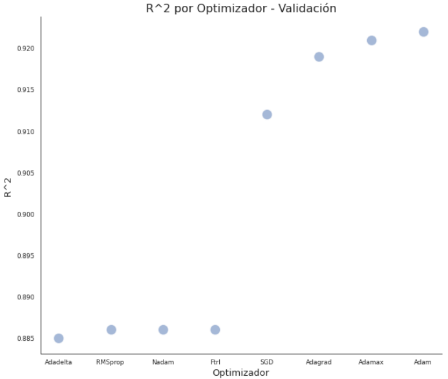 R^2 por Optimizador - Validación
R^2
0.920
0.915
0.910
0.905
0.900
0.895
0.890
0.885
Adadelta RMSprop Nadam Ftrl SGD Adagrad Adamax Adam
Optimizador